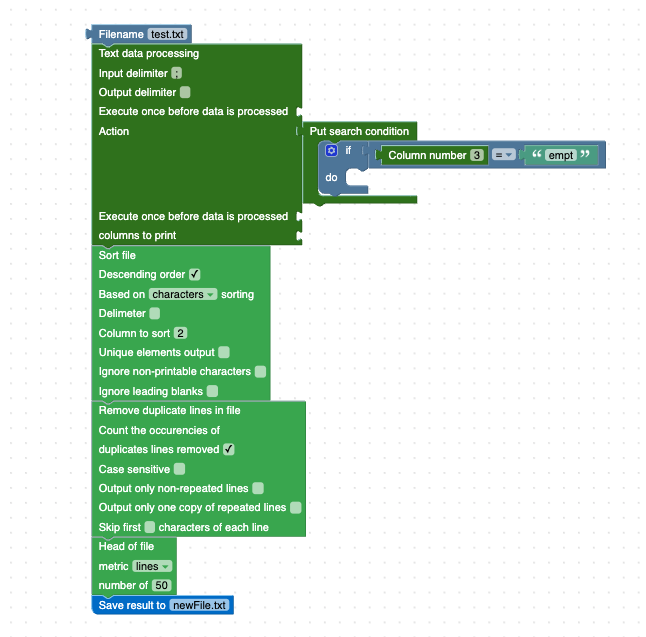 Filename test.txt
Text data processing
Input delimiter ;
Output delimiter
Execute once before data is processed
Action
Put search condition
if Column number 3 = “ empt ”
do
Execute once before data is processed
columns to print
Sort file
Descending order ✓
Based on characters sorting
Delimeter
Column to sort 2
Unique elements output
Ignore non-printable characters
Ignore leading blanks
Remove duplicate lines in file
Count the occurencies of
duplicates lines removed ✓
Case sensitive
Output only non-repeated lines
Output only one copy of repeated lines
Skip first characters of each line
Head of file
metric lines
number of 50
Save result to newFile.txt